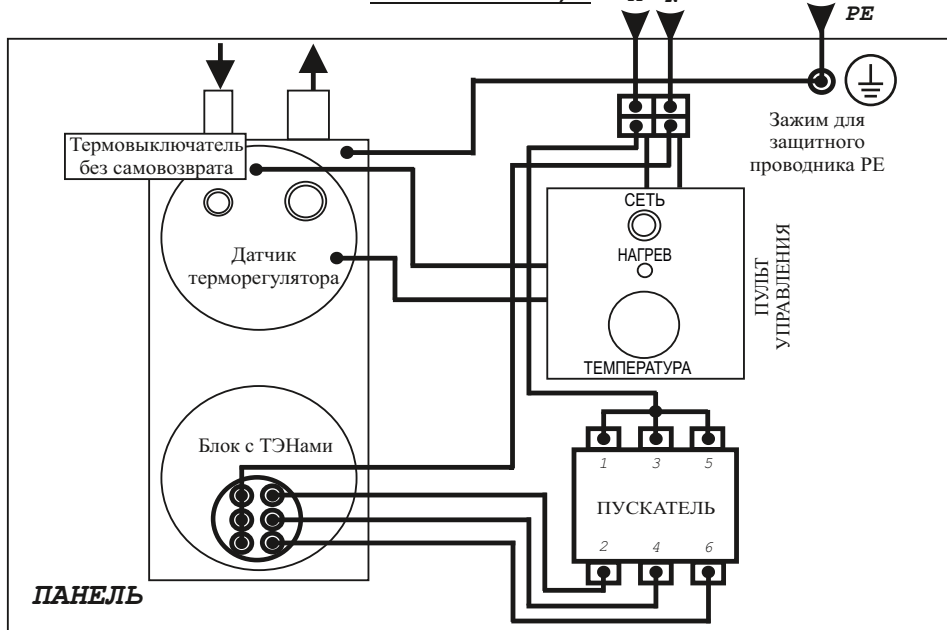 PE
Термовыключатель
без самовозврата
Зажим для
защитного
проводника PE
Датчик
терморегулятора
СЕТЬ
НАГРЕВ
ТЕМПЕРАТУРА
ПУЛЬТ
УПРАВЛЕНИЯ
Блок с ТЭНами
1 3 5
ПУСКАТЕЛЬ
2 4 6
ПАНЕЛЬ